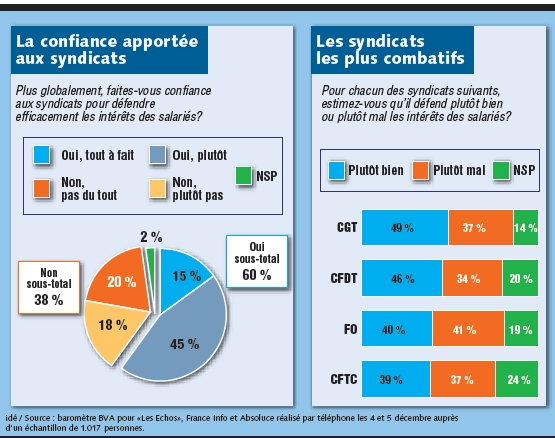 La confiance apportée
aux syndicats
Plus globalement, faites-vous confiance
aux syndicats pour défendre
efficacement les intérêts des salariés?
Oui, tout à fait
Oui, plutôt
Non,
pas du tout
Non,
plutôt pas
NSP
2 %
Oui
sous-total
60 %
Non
sous-total
38 %
20 %
15 %
18 %
45 %
Les syndicats
les plus combatifs
Pour chacun des syndicats suivants,
estimez-vous qu'il défend plutôt bien
ou plutôt mal les intérêts des salariés?
Plutôt bien
Plutôt mal
NSP
CGT 49 % 37 % 14 %
CFDT 46 % 34 % 20 %
FO 40 % 41 % 19 %
CFTC 39 % 37 % 24 %
idé / Source : baromètre BVA pour «Les Echos», France Info et Absoluce réalisé par téléphone les 4 et 5 décembre auprès
d'un échantillon de 1.017 personnes.